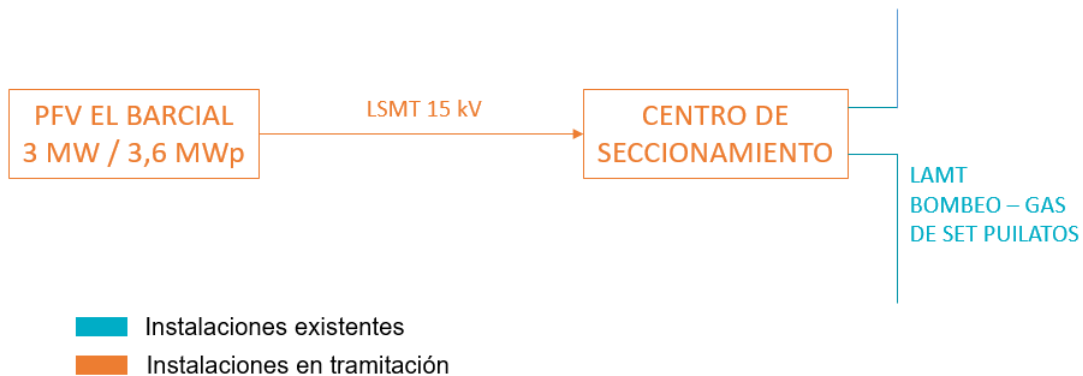 PFV EL BARCIAL
3 MW / 3,6 MWp
LSMT 15 kV
CENTRO DE
SECCIONAMIENTO
LAMT
BOMBEO – GAS
DE SET PUILATOS
Instalaciones existentes
Instalaciones en tramitación